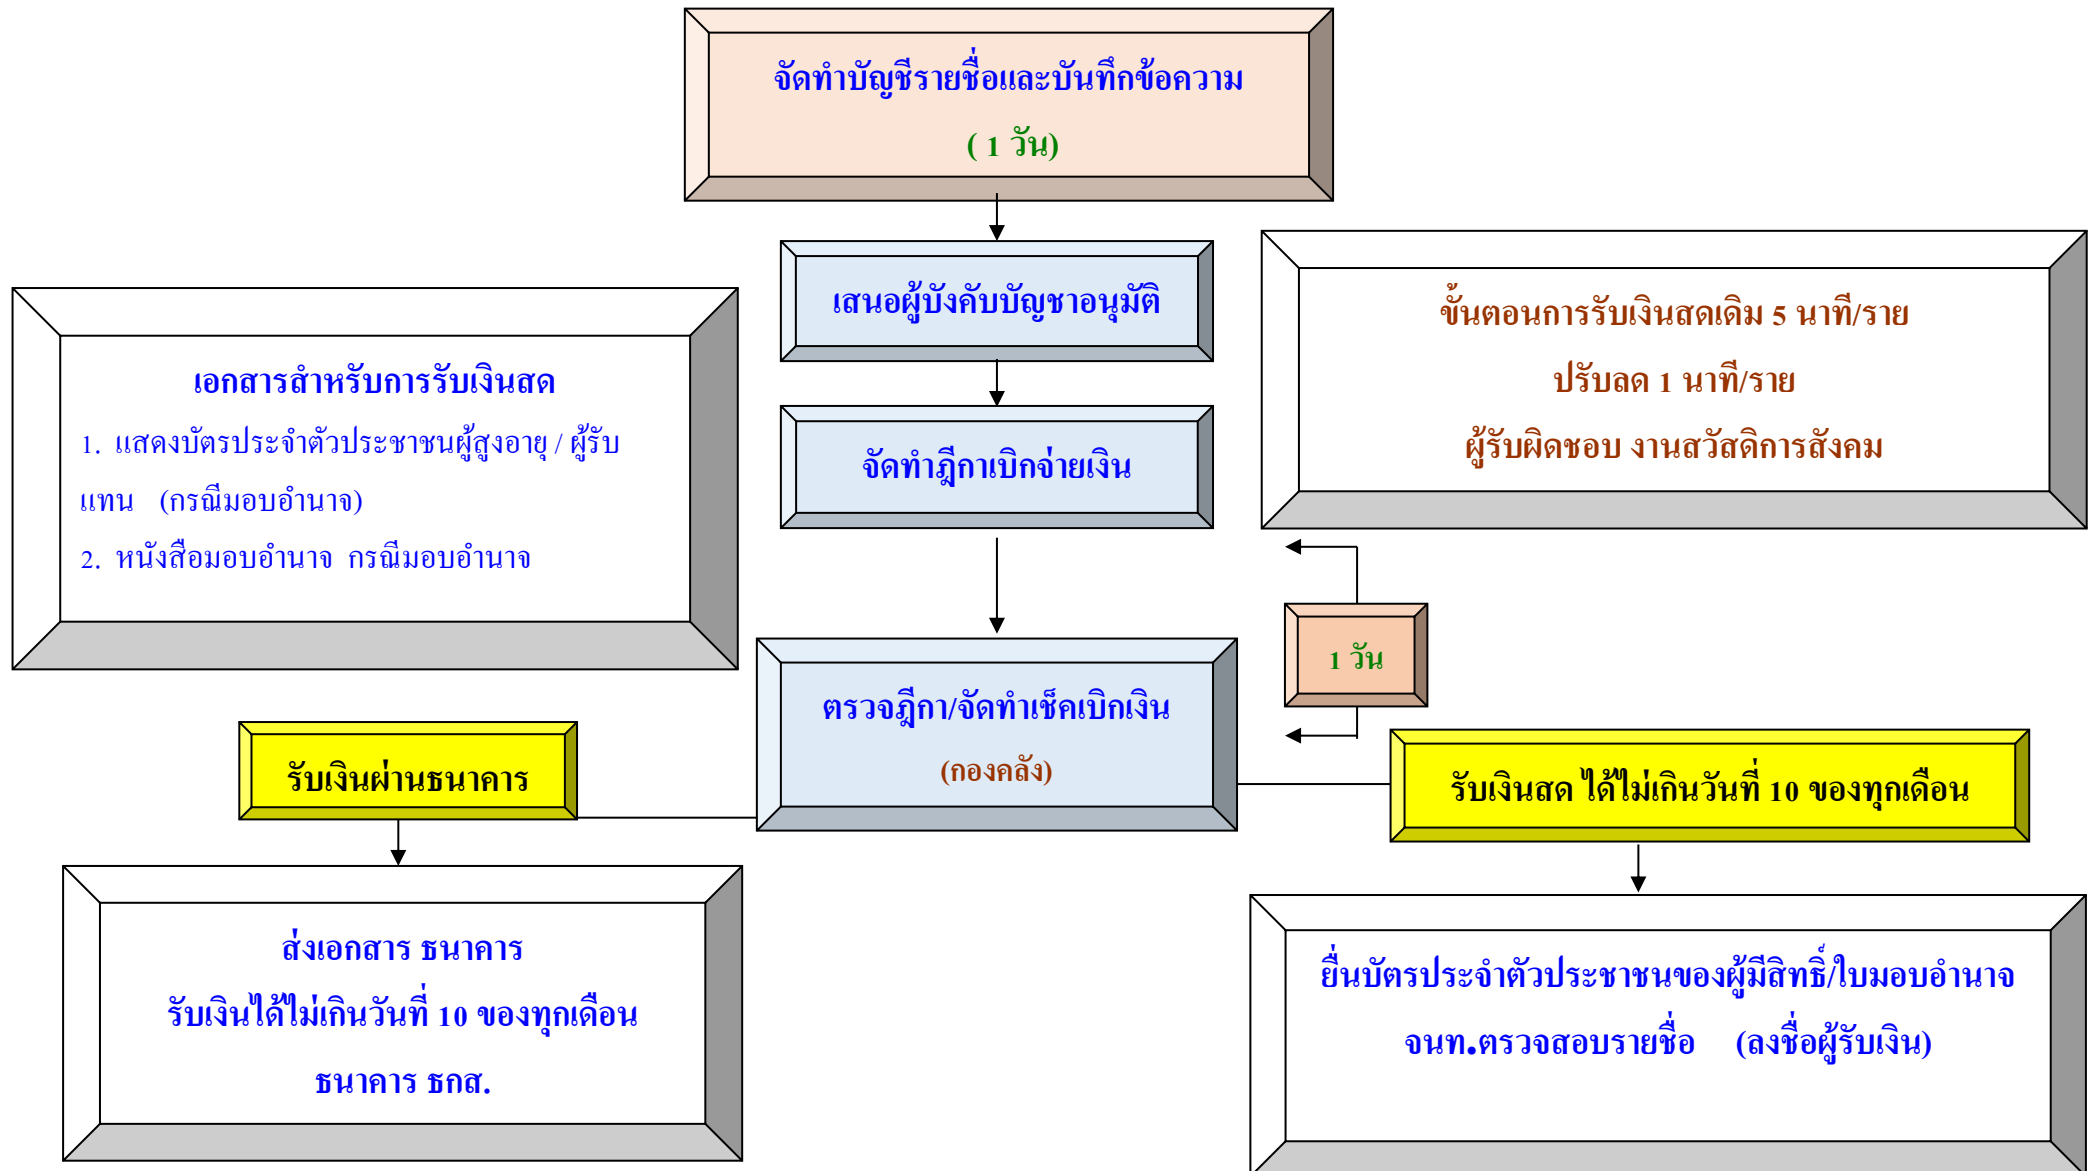 จัดทำบัญชีรายชื่อและบันทึกข้อความ
( 1 วัน)
เสนอผู้บังคับบัญชาอนุมัติ
ขั้นตอนการรับเงินสดเดิม 5 นาที/ราย
ปรับลด 1 นาที/ราย
ผู้รับผิดชอบ งานสวัสดิการสังคม
เอกสารสำหรับการรับเงินสด
1. แสดงบัตรประจำตัวประชาชนผู้สูงอายุ / ผู้รับ
แทน (กรณีมอบอำนาจ)
2. หนังสือมอบอำนาจ กรณีมอบอำนาจ
จัดทำฎีกาเบิกจ่ายเงิน
1 วัน
ตรวจฎีกา/จัดทำเช็คเบิกเงิน
(กองคลัง)
รับเงินผ่านธนาคาร
รับเงินสด ได้ไม่เกินวันที่ 10 ของทุกเดือน
ส่งเอกสาร ธนาคาร
รับเงินได้ไม่เกินวันที่ 10 ของทุกเดือน
ธนาคาร ธกส.
ยื่นบัตรประจำตัวประชาชนของผู้มีสิทธิ์/ใบมอบอำนาจ
จนท.ตรวจสอบรายชื่อ (ลงชื่อผู้รับเงิน)